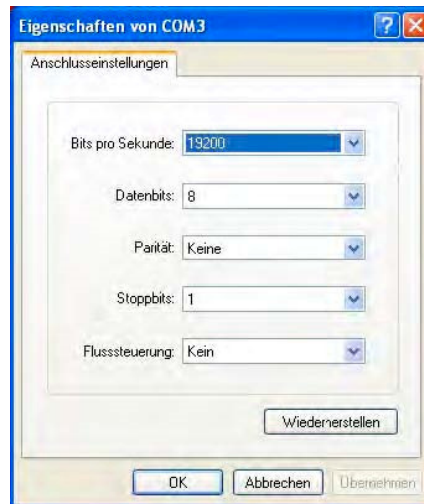 Eigenschaften von COM3
Anschlusseinstellungen
Bits pro Sekunde: 19200
Datenbits: 8
Parität: Keine
Stoppbits: 1
Flusssteuerung: Kein
Wiederherstellen
OK Abbrechen Übernehmen